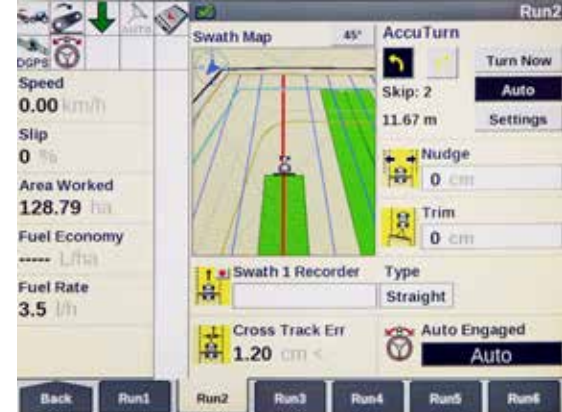 Run2
AUTO
DGPS
Swath Map
45°
AccuTurn
Turn Now
Skip: 2
Auto
11.67 m
Settings
Speed
0.00 km/h
Slip
0 %
Area Worked
128.79 ha
Fuel Economy
----- L/ha
Fuel Rate
3.5 l/h
Nudge
0 cm
Trim
0 cm
Swath 1 Recorder
Type
Straight
Cross Track Err
1.20 cm <
Auto Engaged
Auto
Back
Run1
Run2
Run3
Run4
Run5
Run6